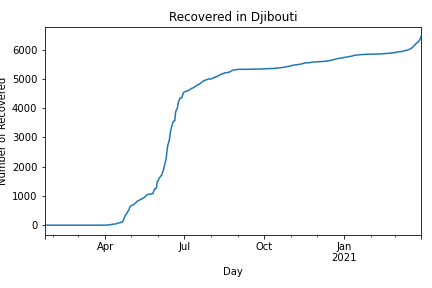 Recovered in Djibouti
Number of Recovered
6000
5000
4000
3000
2000
1000
0
Apr
Jul
Oct
Jan
2021
Day